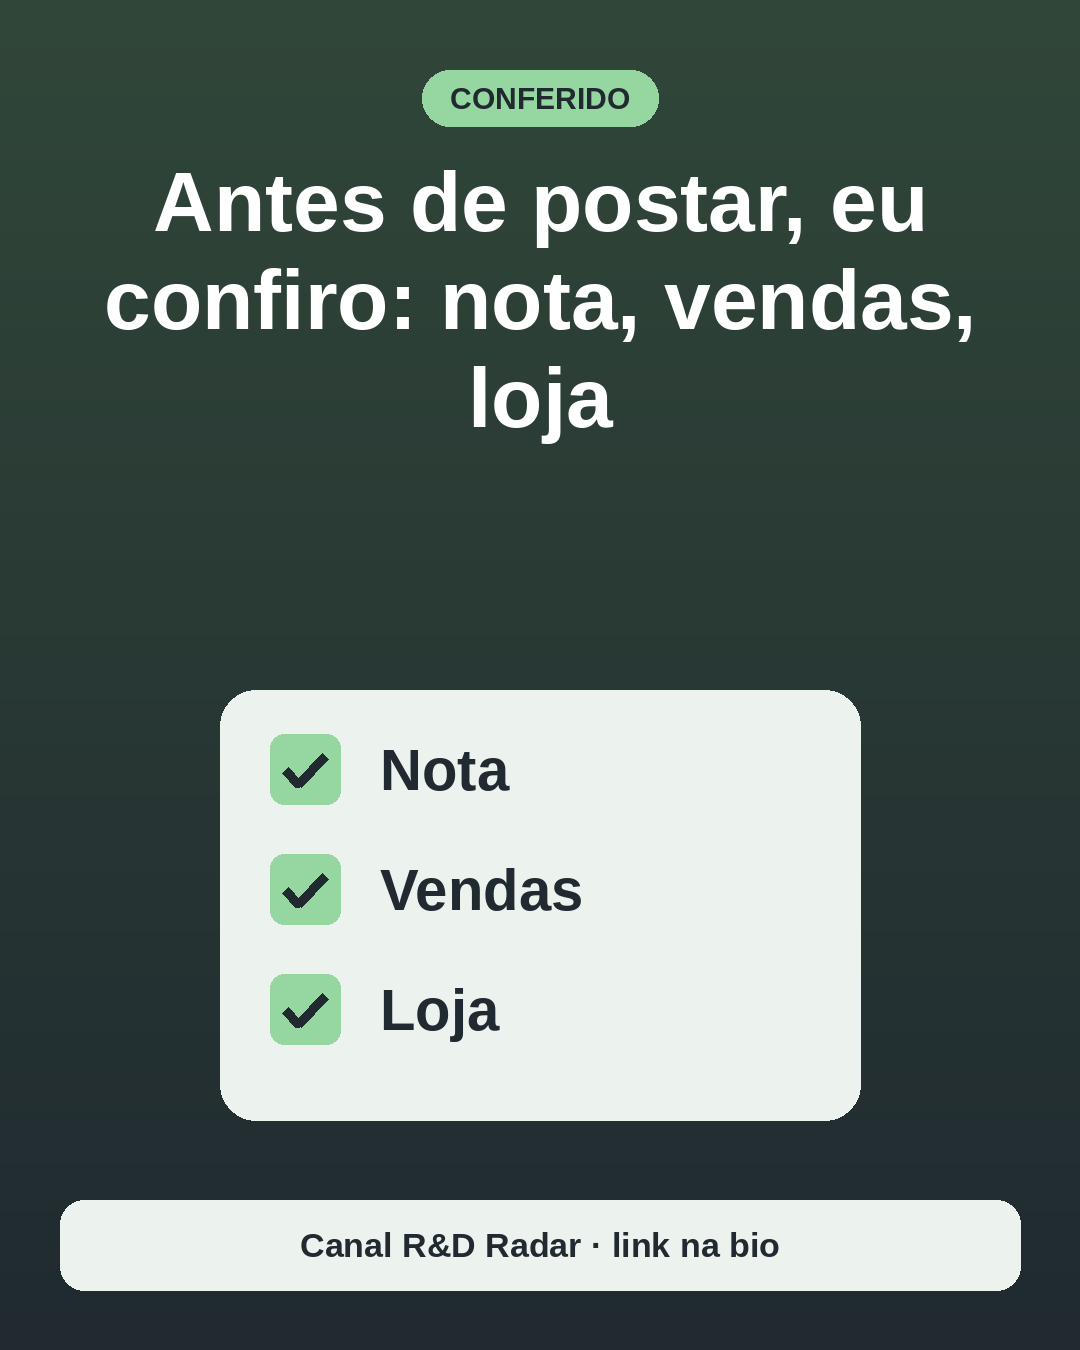 CONFERIDO
Antes de postar, eu
confiro: nota, vendas,
loja
Nota
Vendas
Loja
Canal R&D Radar · link na bio